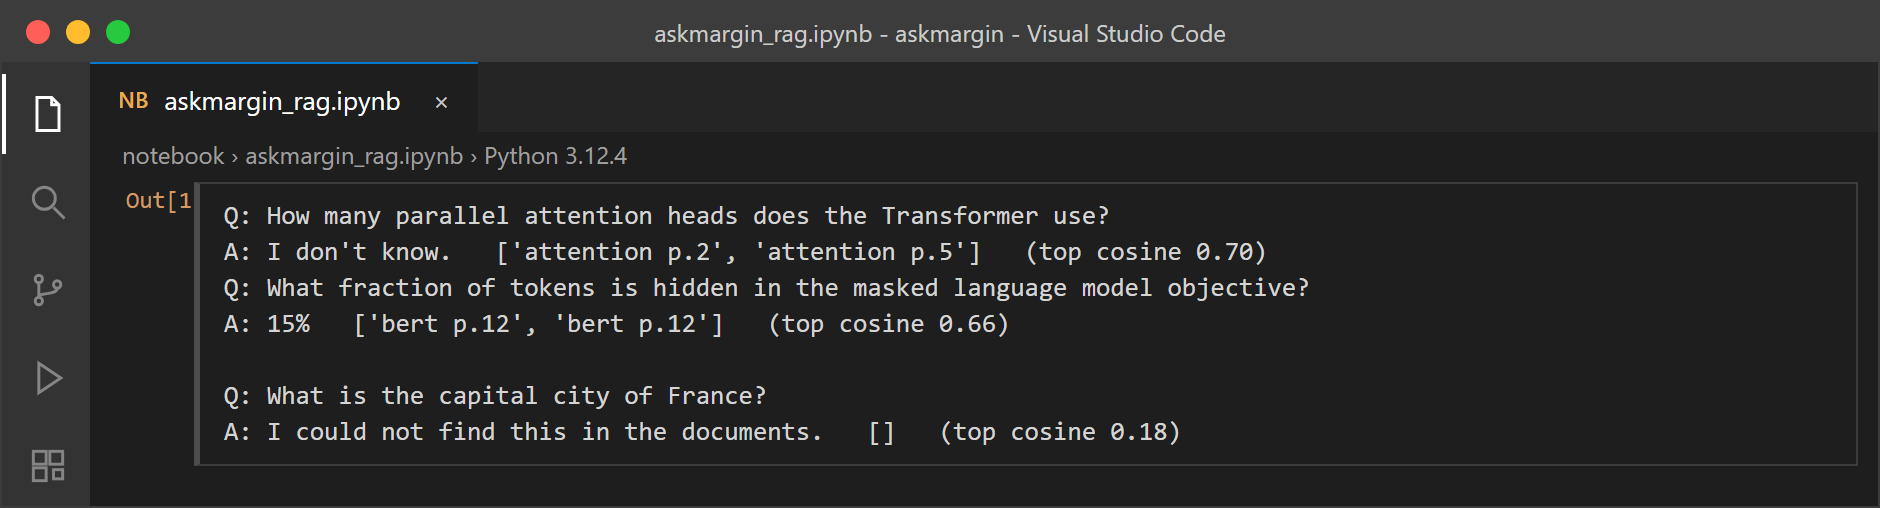 askmargin_rag.ipynb - askmargin - Visual Studio Code
NB askmargin_rag.ipynb ×
notebook › askmargin_rag.ipynb › Python 3.12.4
Out[1
Q: How many parallel attention heads does the Transformer use?
A: I don't know.   ['attention p.2', 'attention p.5']   (top cosine 0.70)
Q: What fraction of tokens is hidden in the masked language model objective?
A: 15%   ['bert p.12', 'bert p.12']   (top cosine 0.66)
Q: What is the capital city of France?
A: I could not find this in the documents.   []   (top cosine 0.18)